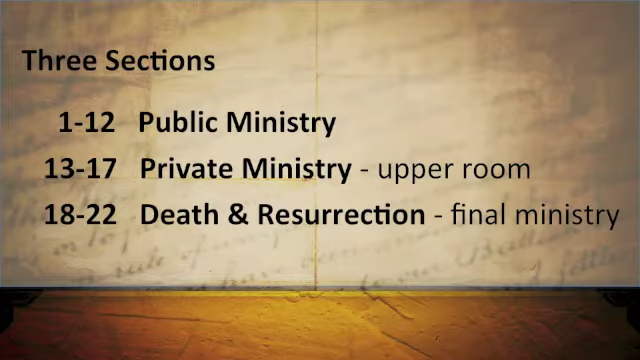 Three Sections
1-12 Public Ministry
13-17 Private Ministry - upper room
18-22 Death & Resurrection - final ministry